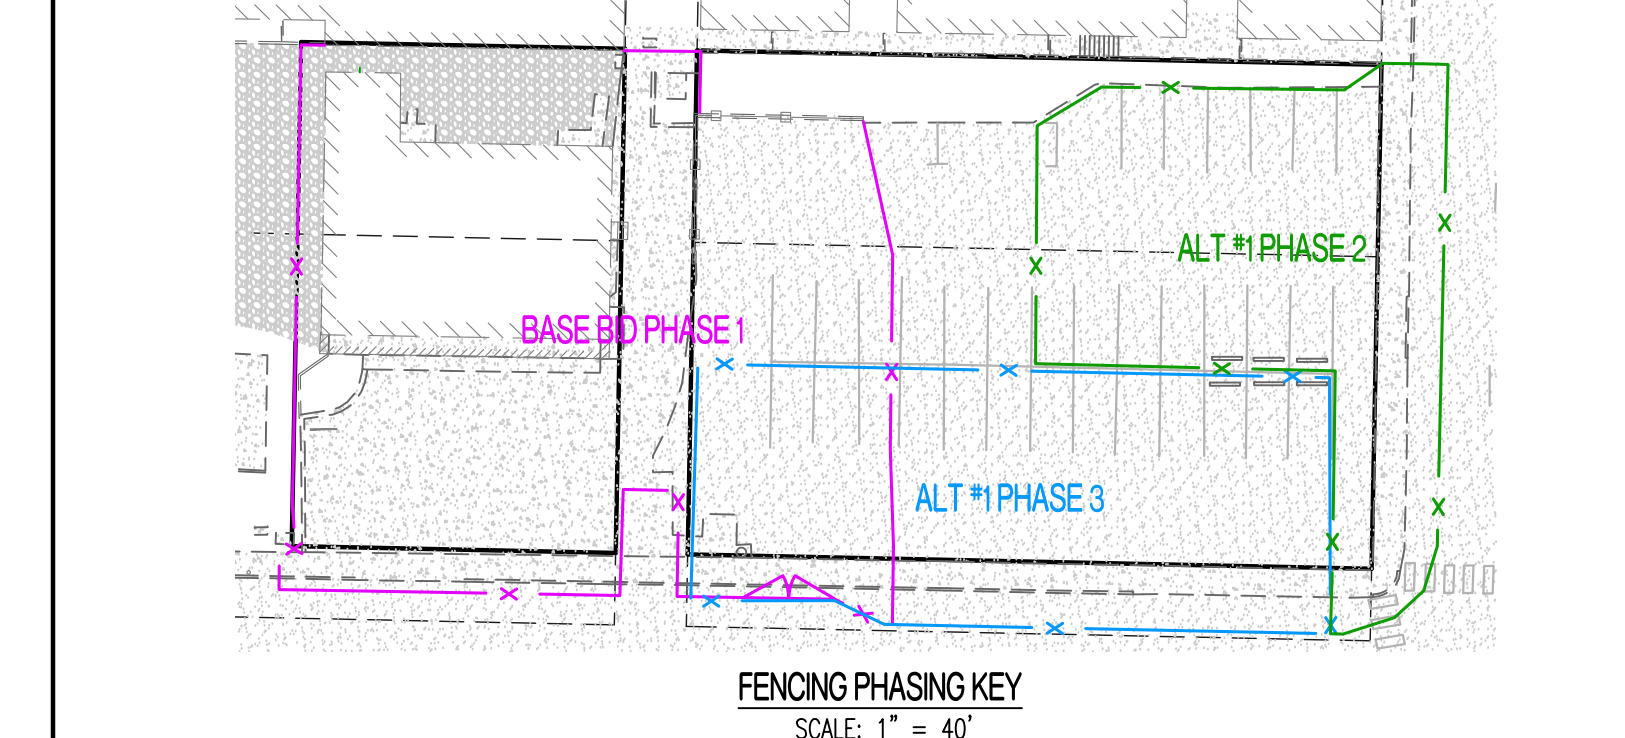 ALT #1 PHASE 2
BASE BID PHASE 1
ALT #1 PHASE 3
FENCING PHASING KEY
SCALE: 1" = 40'